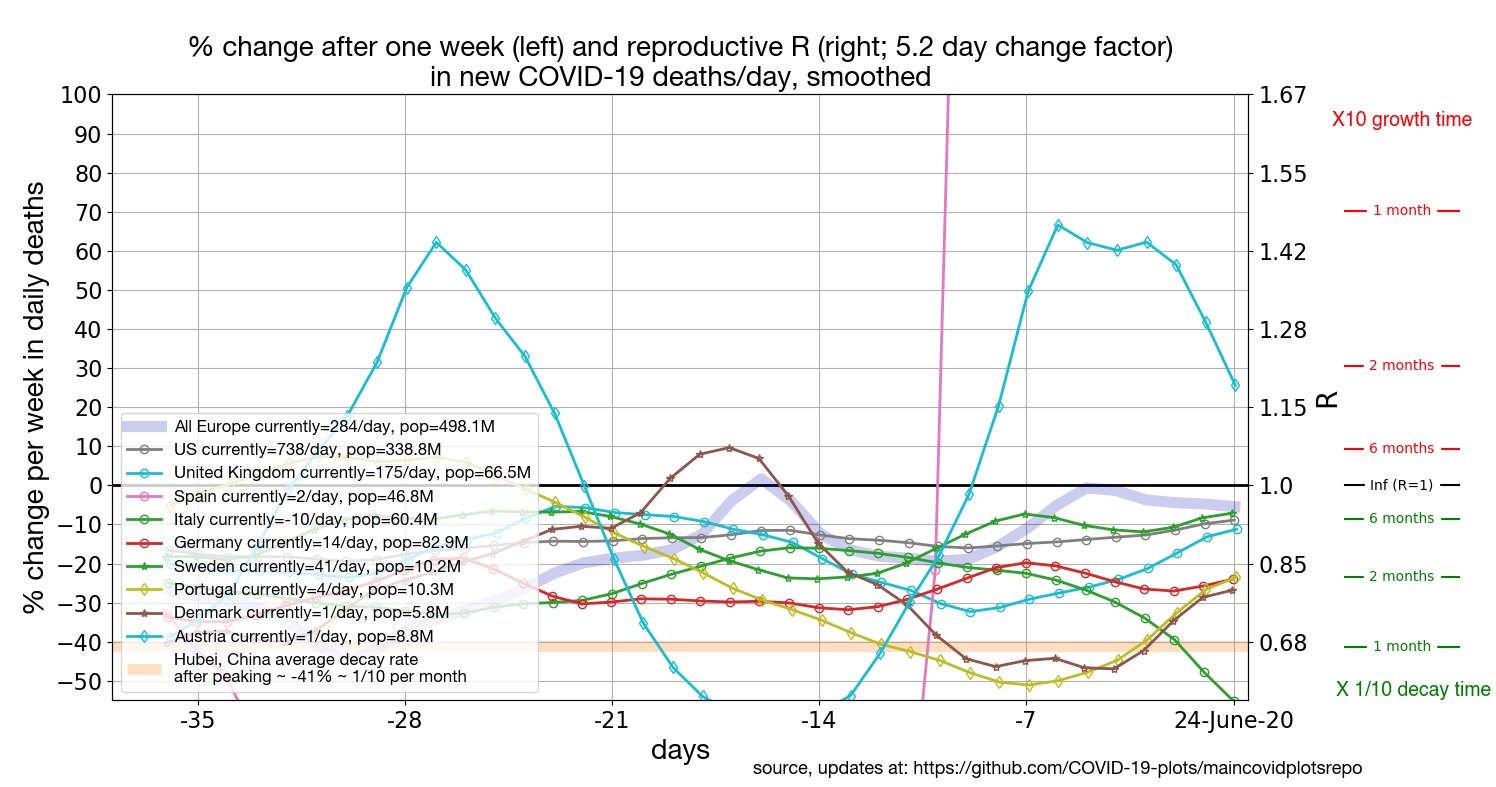 % change after one week (left) and reproductive R (right; 5.2 day change factor)
in new COVID-19 deaths/day, smoothed
% change per week in daily deaths
100
90
80
70
60
50
40
30
20
10
0
−10
−20
−30
−40
−50
All Europe currently=284/day, pop=498.1M
US currently=738/day, pop=338.8M
United Kingdom currently=175/day, pop=66.5M
Spain currently=2/day, pop=46.8M
Italy currently=-10/day, pop=60.4M
Germany currently=14/day, pop=82.9M
Sweden currently=41/day, pop=10.2M
Portugal currently=4/day, pop=10.3M
Denmark currently=1/day, pop=5.8M
Austria currently=1/day, pop=8.8M
Hubei, China average decay rate
after peaking ~ -41% ~ 1/10 per month
-35
-28
-21
-14
-7
24-June-20
days
1.67
1.55
1.42
1.28
1.15
1.0
0.85
0.68
R
X10 growth time
1 month
2 months
6 months
Inf (R=1)
6 months
2 months
1 month
X 1/10 decay time
source, updates at: https://github.com/COVID-19-plots/maincovidplotsrepo